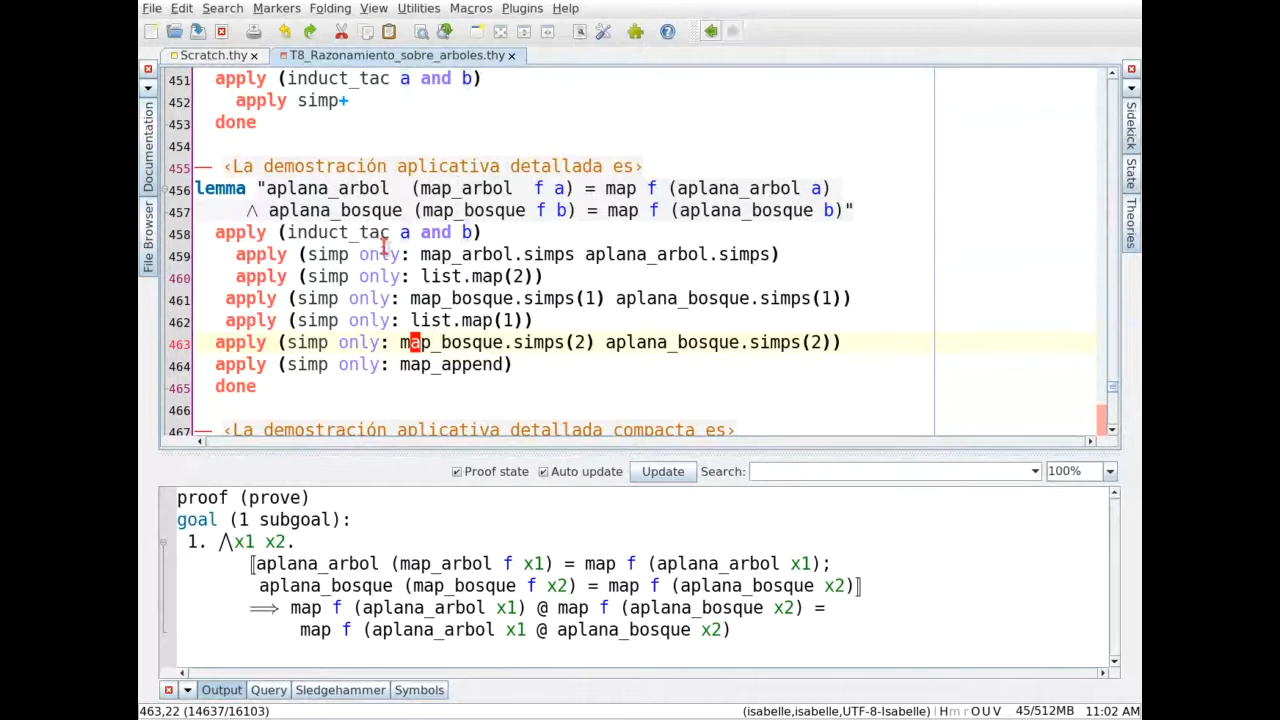 File Edit Search Markers Folding View Utilities Macros Plugins Help
Scratch.thy T8_Razonamiento_sobre_arboles.thy
451 apply (induct_tac a and b)
452 apply simp+
453 done
454
455 — ‹La demostración aplicativa detallada es›
456 lemma "aplana_arbol (map_arbol f a) = map f (aplana_arbol a)
457 ∧ aplana_bosque (map_bosque f b) = map f (aplana_bosque b)"
458 apply (induct_tac a and b)
459 apply (simp only: map_arbol.simps aplana_arbol.simps)
460 apply (simp only: list.map(2))
461 apply (simp only: map_bosque.simps(1) aplana_bosque.simps(1))
462 apply (simp only: list.map(1))
463 apply (simp only: map_bosque.simps(2) aplana_bosque.simps(2))
464 apply (simp only: map_append)
465 done
466
467 — ‹La demostración aplicativa detallada compacta es›
Documentation
File Browser
Sidekick
State
Theories
Proof state Auto update Update Search: 100%
proof (prove)
goal (1 subgoal):
1. ⋀x1 x2.
⟦aplana_arbol (map_arbol f x1) = map f (aplana_arbol x1);
aplana_bosque (map_bosque f x2) = map f (aplana_bosque x2)⟧
⟹ map f (aplana_arbol x1) @ map f (aplana_bosque x2) =
map f (aplana_arbol x1 @ aplana_bosque x2)
Output Query Sledgehammer Symbols
463,22 (14637/16103) (isabelle,isabelle,UTF-8-Isabelle) H m r O U V 45/512MB 11:02 AM